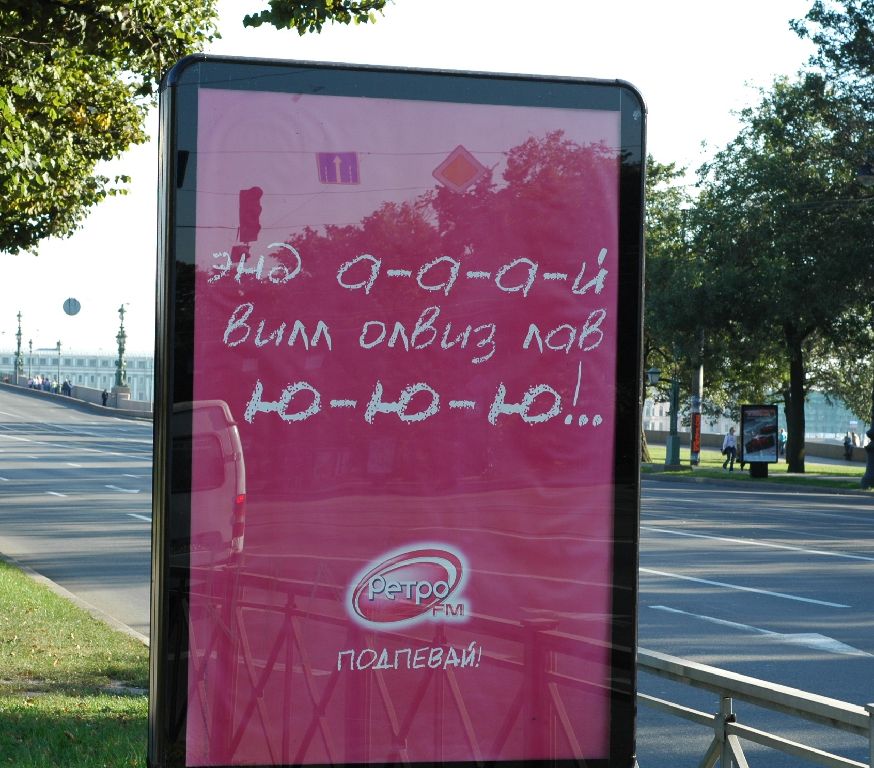 энд а-а-а-й
вилл олвиз лав
ю-ю-ю!...
Ретро
FM
ПОДПЕВАЙ!